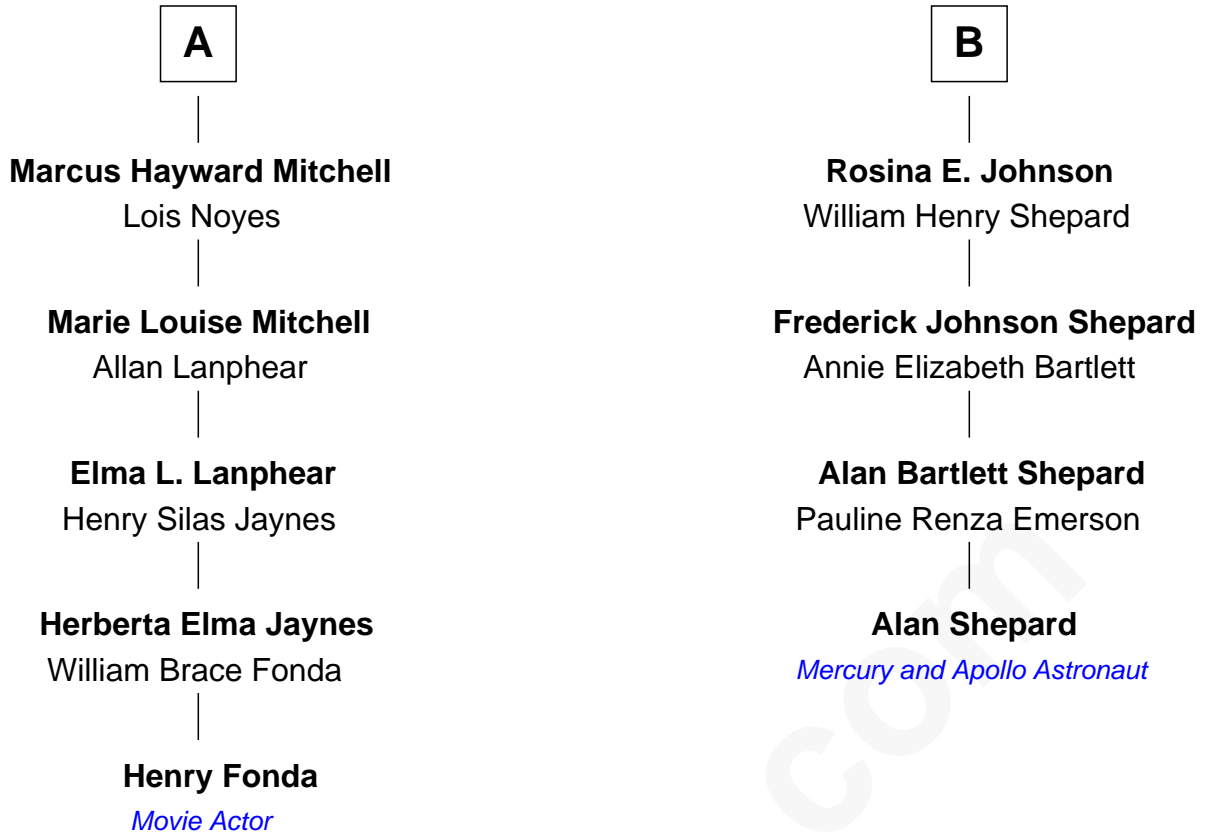 A
Marcus Hayward Mitchell
Lois Noyes
Marie Louise Mitchell
Allan Lanphear
Elma L. Lanphear
Henry Silas Jaynes
Herberta Elma Jaynes
William Brace Fonda
Henry Fonda
Movie Actor
B
Rosina E. Johnson
William Henry Shepard
Frederick Johnson Shepard
Annie Elizabeth Bartlett
Alan Bartlett Shepard
Pauline Renza Emerson
Alan Shepard
Mercury and Apollo Astronaut
com